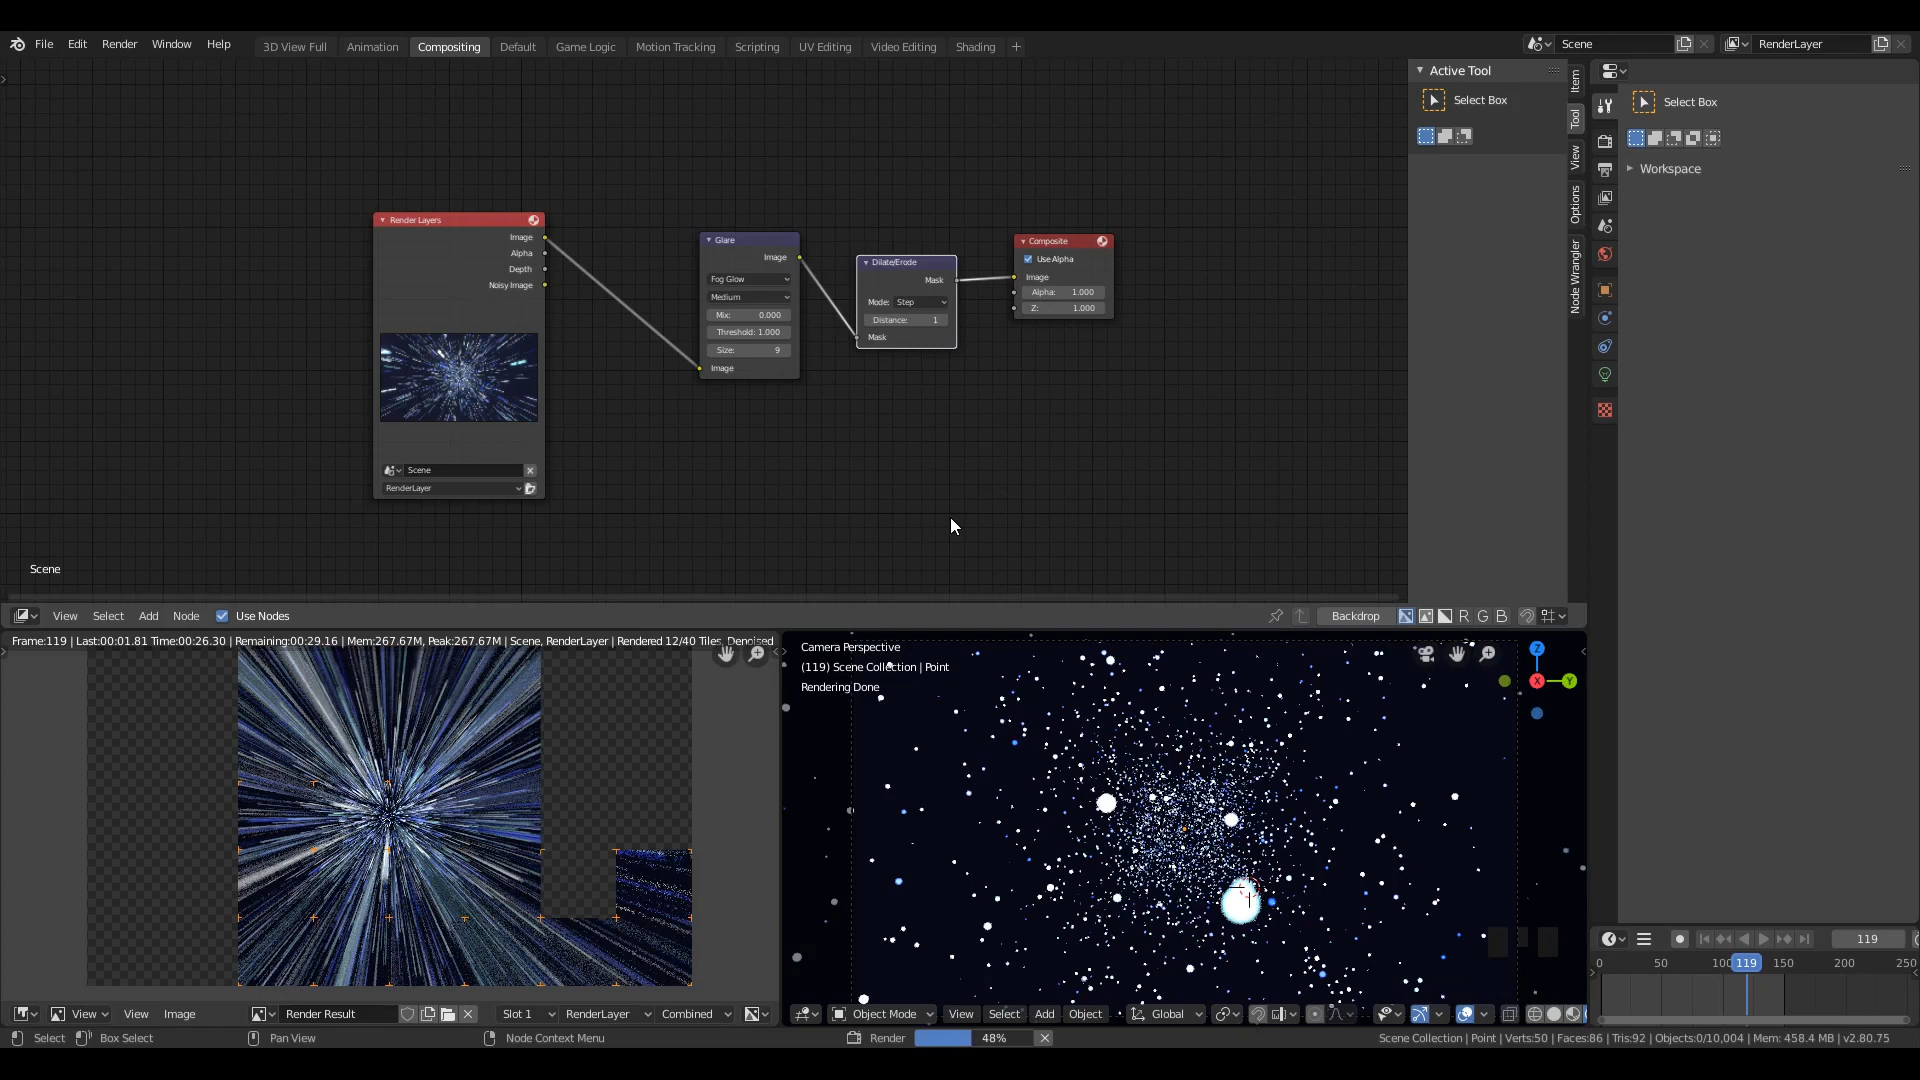 File Edit Render Window Help 3D View Full Animation Compositing Default Game Logic Motion Tracking Scripting UV Editing Video Editing Shading + Scene RenderLayer
Active Tool
Select Box
Select Box
Workspace
Item
Tool
View
Options
Node Wrangler
Render Layers
Image
Alpha
Depth
Noisy Image
Scene
RenderLayer
Glare
Image
Fog Glow
Medium
Mix: 0.000
Threshold: 1.000
Size: 9
Image
Dilate/Erode
Mask
Mode: Step
Distance: 1
Mask
Composite
Use Alpha
Image
Alpha: 1.000
Z: 1.000
Scene
View Select Add Node Use Nodes Backdrop R G B
Frame:119 | Last:00:01.81 Time:00:26.30 | Remaining:00:29.16 | Mem:267.67M, Peak:267.67M | Scene, RenderLayer | Rendered 12/40 Tiles, Denoised
Camera Perspective
(119) Scene Collection | Point
Rendering Done
Z
X
Y
119
0 50 100 119 150 200 250
View View Image Render Result Slot 1 RenderLayer Combined
Object Mode View Select Add Object Global
Select Box Select Pan View Node Context Menu Render 48% Scene Collection | Point | Verts:50 | Faces:86 | Tris:92 | Objects:0/10,004 | Mem: 458.4 MB | v2.80.75